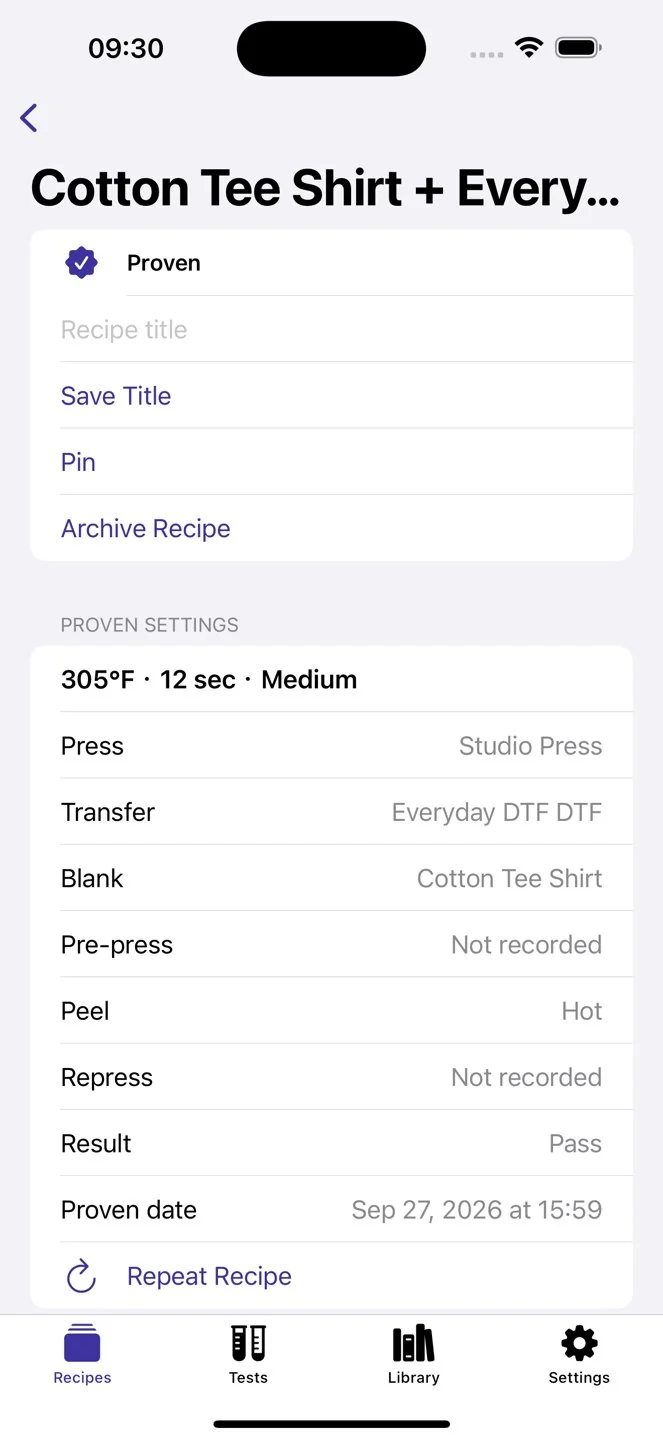 09:30
Cotton Tee Shirt + Every...
Proven
Recipe title
Save Title
Pin
Archive Recipe
PROVEN SETTINGS
305°F · 12 sec · Medium
Press Studio Press
Transfer Everyday DTF DTF
Blank Cotton Tee Shirt
Pre-press Not recorded
Peel Hot
Repress Not recorded
Result Pass
Proven date Sep 27, 2026 at 15:59
Repeat Recipe
Recipes Tests Library Settings